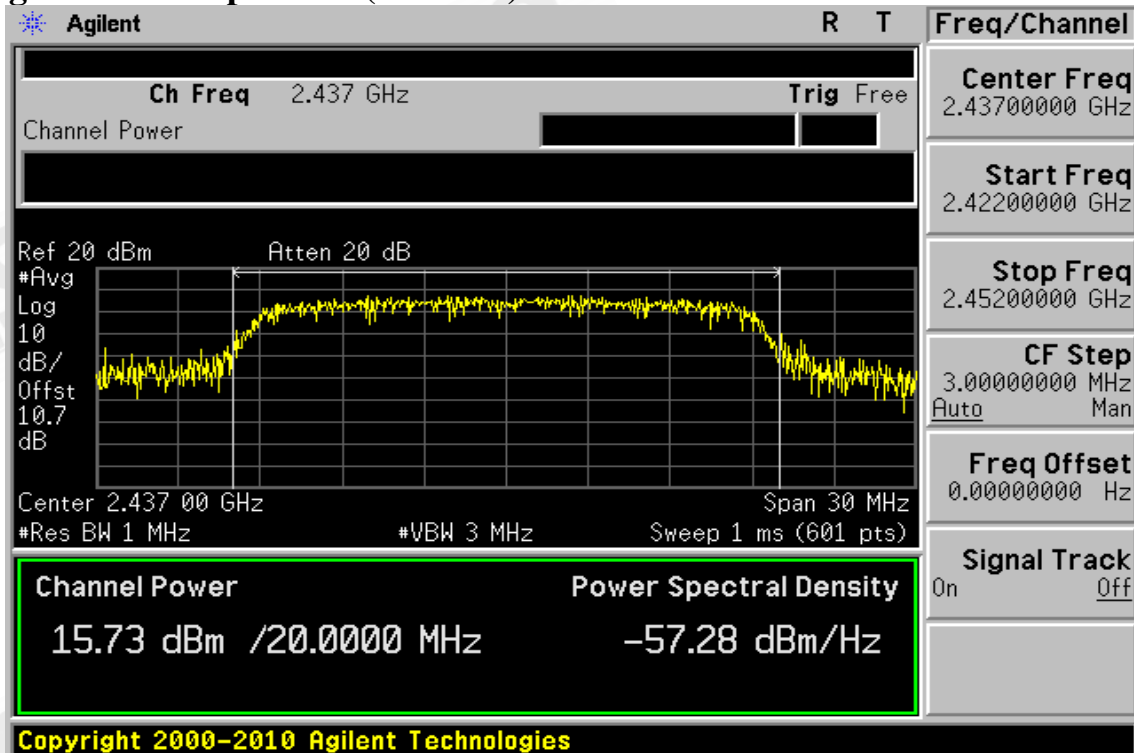 Agilent R T
Ch Freq 2.437 GHz Trig Free
Channel Power
Ref 20 dBm Atten 20 dB
#Avg
Log
10
dB/
Offst
10.7
dB
Center 2.437 00 GHz Span 30 MHz
#Res BW 1 MHz #VBW 3 MHz Sweep 1 ms (601 pts)
Channel Power Power Spectral Density
15.73 dBm /20.0000 MHz -57.28 dBm/Hz
Copyright 2000-2010 Agilent Technologies
Freq/Channel
Center Freq
2.43700000 GHz
Start Freq
2.42200000 GHz
Stop Freq
2.45200000 GHz
CF Step
3.00000000 MHz
Auto Man
Freq Offset
0.00000000 Hz
Signal Track
On Off